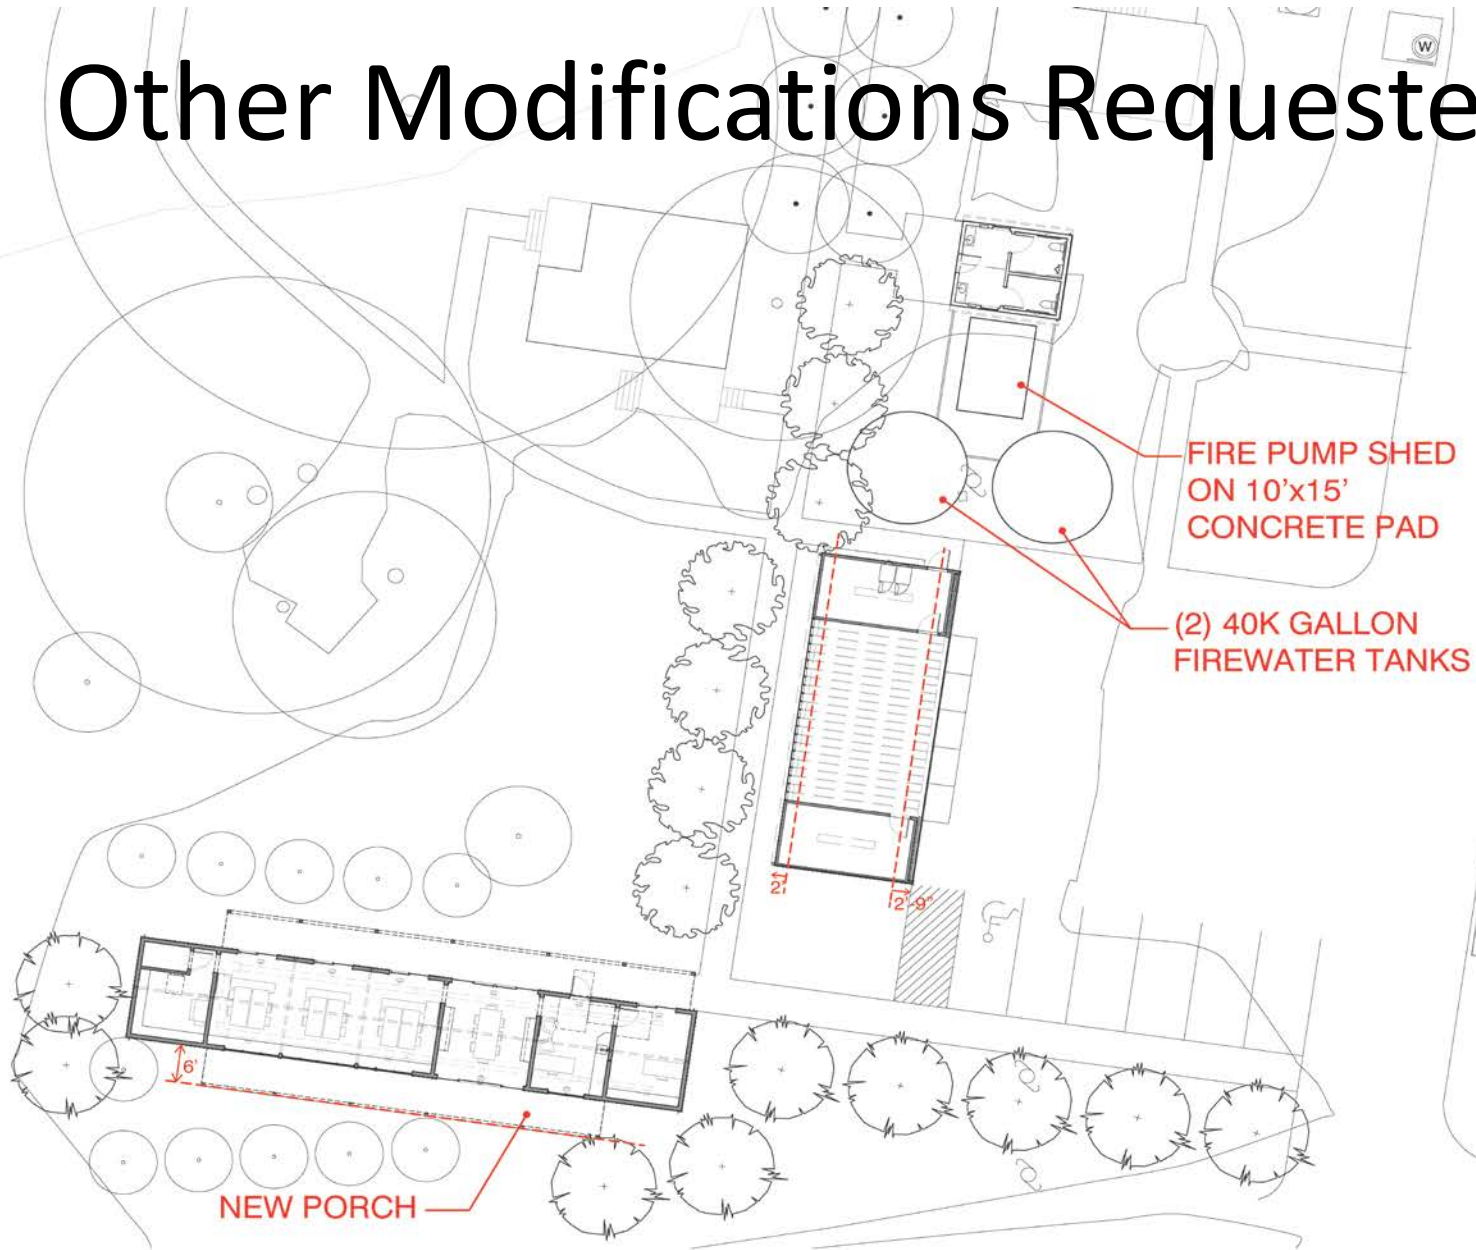 Other Modifications Requeste
W
FIRE PUMP SHED
ON 10'x15'
CONCRETE PAD
(2) 40K GALLON
FIREWATER TANKS
2'
2'-9"
6'
NEW PORCH